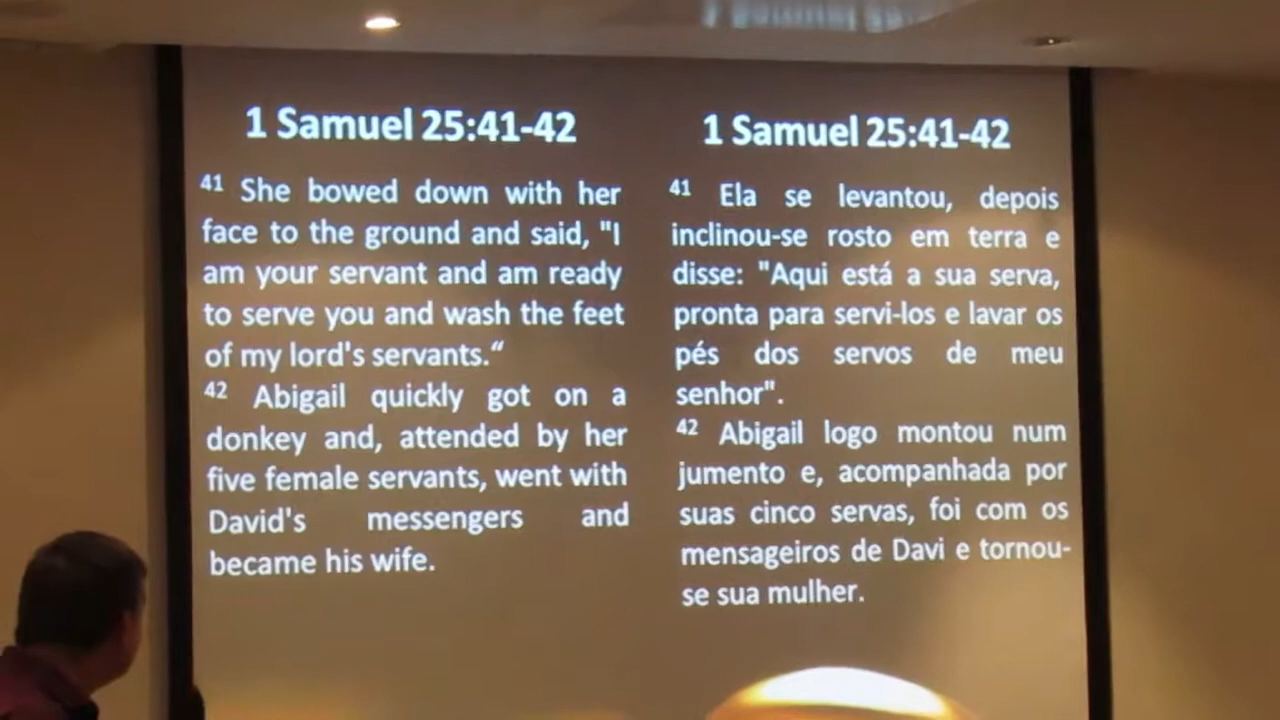 1 Samuel 25:41-42
41 She bowed down with her
face to the ground and said, "I
am your servant and am ready
to serve you and wash the feet
of my lord's servants.“
42 Abigail quickly got on a
donkey and, attended by her
five female servants, went with
David's messengers and
became his wife.
1 Samuel 25:41-42
41 Ela se levantou, depois
inclinou-se rosto em terra e
disse: "Aqui está a sua serva,
pronta para servi-los e lavar os
pés dos servos de meu
senhor".
42 Abigail logo montou num
jumento e, acompanhada por
suas cinco servas, foi com os
mensageiros de Davi e tornou-
se sua mulher.